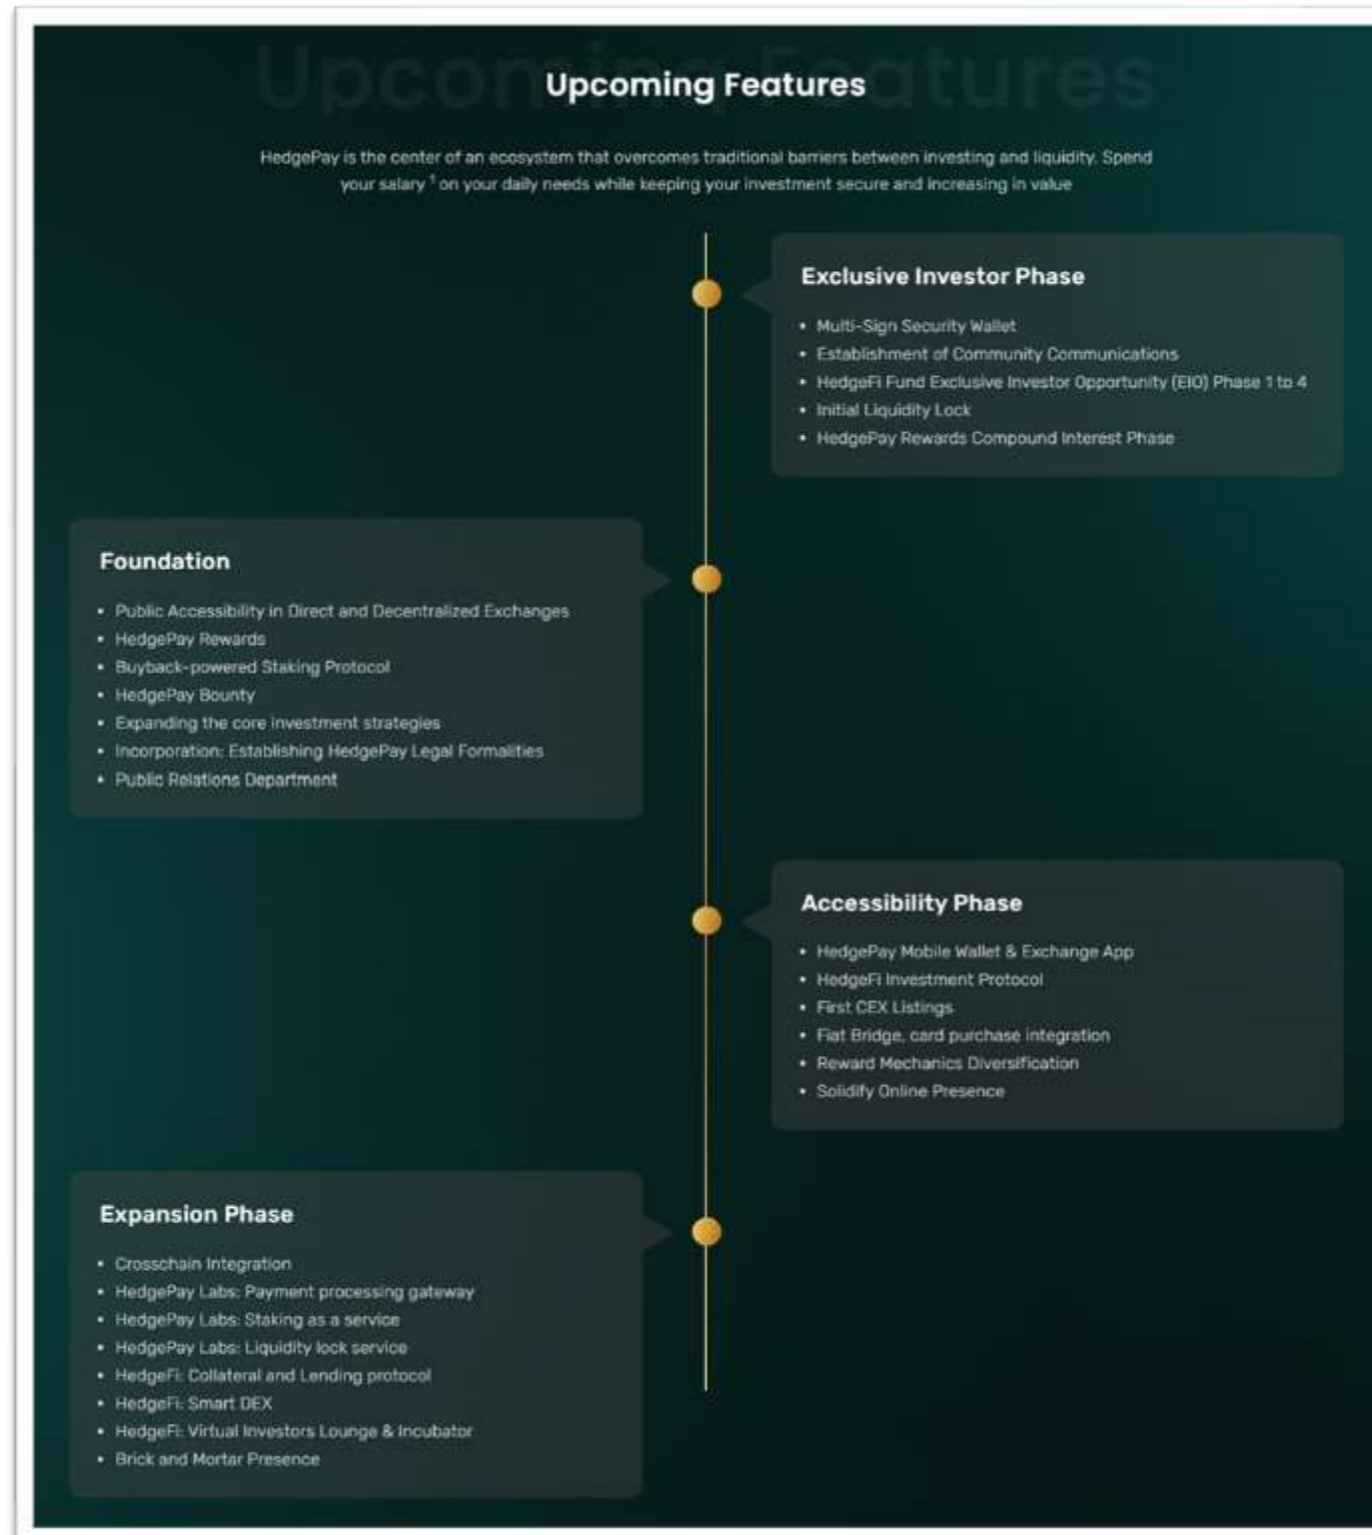 Upcoming Features
Upcoming Features
HedgePay is the center of an ecosystem that overcomes traditional barriers between investing and liquidity. Spend
your salary 1 on your daily needs while keeping your investment secure and increasing in value
Exclusive Investor Phase
• Multi-Sign Security Wallet
• Establishment of Community Communications
• HedgeFi Fund Exclusive Investor Opportunity (EIO) Phase 1 to 4
• Initial Liquidity Lock
• HedgePay Rewards Compound Interest Phase
Foundation
• Public Accessibility in Direct and Decentralized Exchanges
• HedgePay Rewards
• Buyback-powered Staking Protocol
• HedgePay Bounty
• Expanding the core investment strategies
• Incorporation: Establishing HedgePay Legal Formalities
• Public Relations Department
Accessibility Phase
• HedgePay Mobile Wallet & Exchange App
• HedgeFi Investment Protocol
• First CEX Listings
• Fiat Bridge, card purchase integration
• Reward Mechanics Diversification
• Solidify Online Presence
Expansion Phase
• Crosschain Integration
• HedgePay Labs: Payment processing gateway
• HedgePay Labs: Staking as a service
• HedgePay Labs: Liquidity lock service
• HedgeFi: Collateral and Lending protocol
• HedgeFi: Smart DEX
• HedgeFi: Virtual Investors Lounge & Incubator
• Brick and Mortar Presence